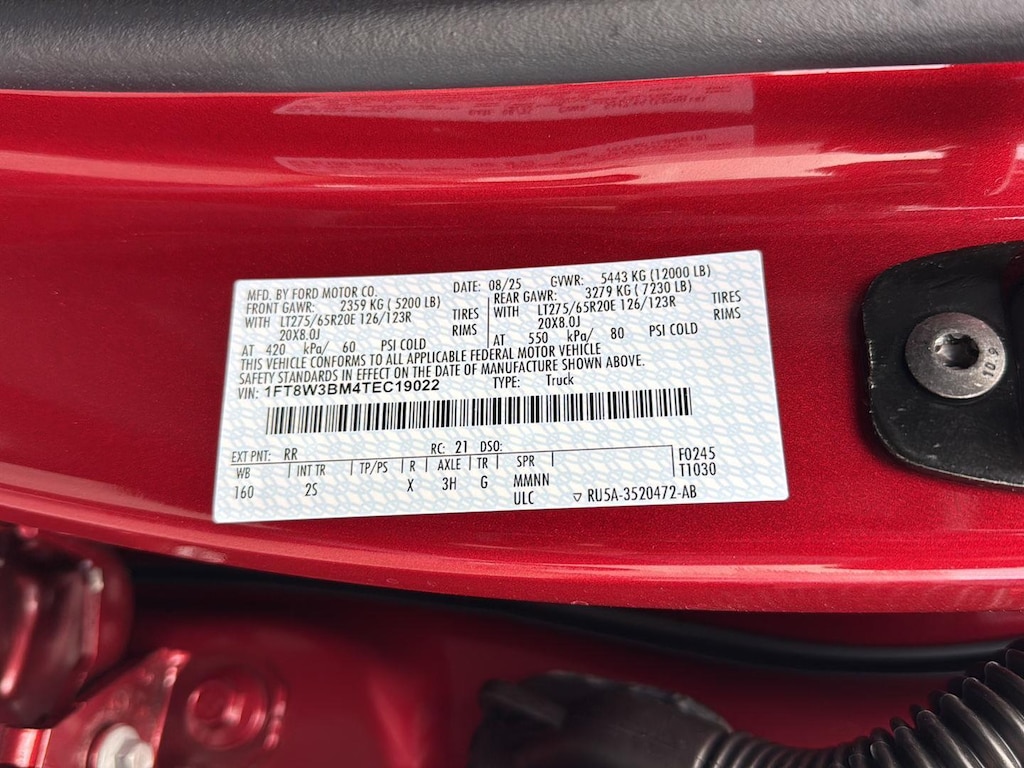 MFD. BY FORD MOTOR CO. DATE: 08/25 GVWR: 5443 KG (12000 LB)
FRONT GAWR: 2359 KG ( 5200 LB) REAR GAWR: 3279 KG ( 7230 LB)
WITH LT275/65R20E 126/123R TIRES WITH LT275/65R20E 126/123R TIRES
20X8.0J RIMS 20X8.0J RIMS
AT 420 kPa/ 60 PSI COLD AT 550 kPa/ 80 PSI COLD
THIS VEHICLE CONFORMS TO ALL APPLICABLE FEDERAL MOTOR VEHICLE
SAFETY STANDARDS IN EFFECT ON THE DATE OF MANUFACTURE SHOWN ABOVE.
VIN: 1FT8W3BM4TEC19022 TYPE: Truck
EXT PNT: RR RC: 21 DSO:
WB INT TR TP/PS R AXLE TR SPR F0245
160 2S X 3H G MMNN T1030
ULC ▽ RU5A-3520472-AB
10.9